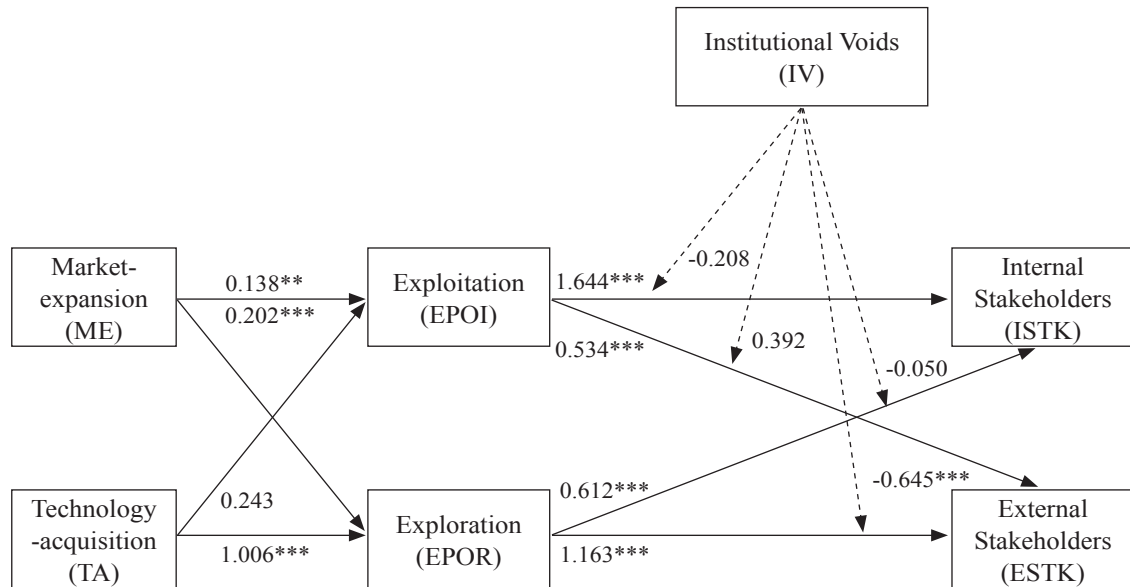 Institutional Voids
(IV)
Market-
expansion
(ME)
0.138**
0.202***
Exploitation
(EPOI)
1.644***
0.534***
-0.208
0.392
-0.050
Internal
Stakeholders
(ISTK)
Technology
-acquisition
(TA)
0.243
1.006***
Exploration
(EPOR)
0.612***
1.163***
-0.645***
External
Stakeholders
(ESTK)